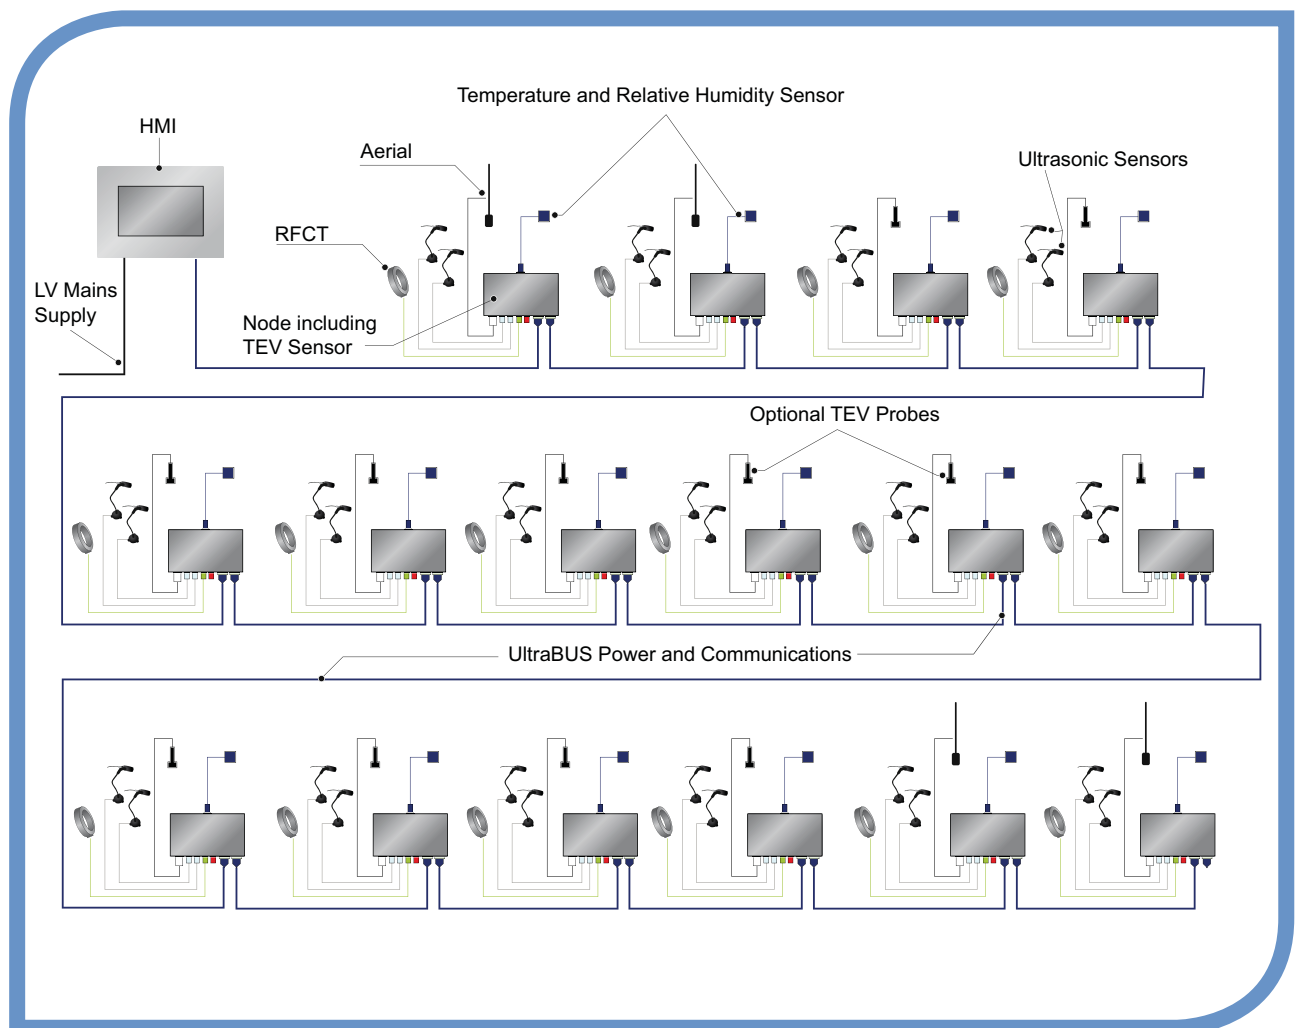 Temperature and Relative Humidity Sensor
HMI
Aerial
Ultrasonic Sensors
RFCT
LV Mains
Supply
Node including
TEV Sensor
Optional TEV Probes
UltraBUS Power and Communications